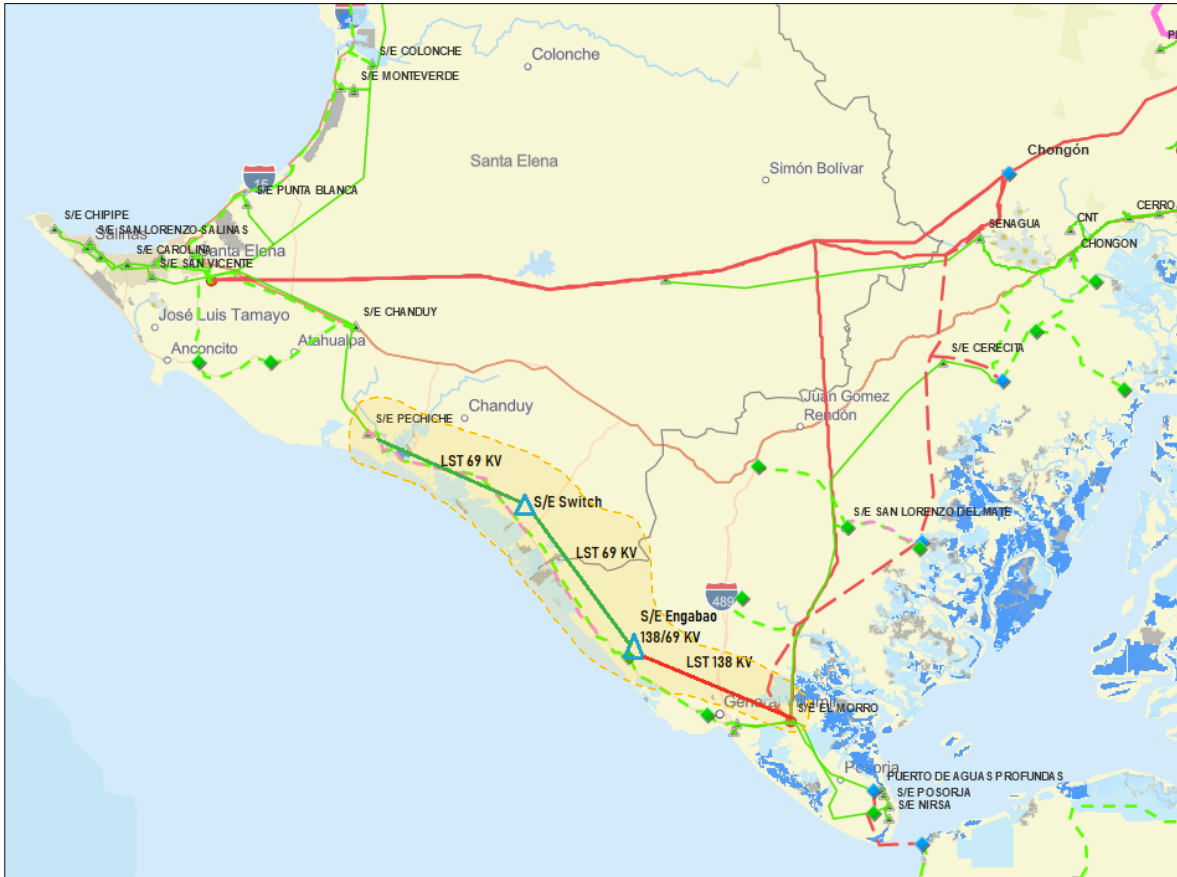 S/E COLONCHE
Colonche
S/E MONTEVERDE
Santa Elena
Simón Bolívar
Chongón
15
S/E PUNTA BLANCA
S/E CHIPIPE
S/E SAN LORENZO-SALINAS
Salinas
S/E CAROLINA
Santa Elena
S/E SAN VICENTE
SENAGUA
CNT
CERRO
CHONGON
S/E CHANDUY
José Luis Tamayo
Atahualpa
Anconcito
S/E CERECITA
Juan Gomez
Rendón
Chanduy
S/E PECHICHE
LST 69 KV
S/E Switch
S/E SAN LORENZO DEL MATE
LST 69 KV
489
S/E Engabao
138/69 KV
LST 138 KV
General Villamil
S/E EL MORRO
Posorja
PUERTO DE AGUAS PROFUNDAS
S/E POSORJA
S/E NIRSA